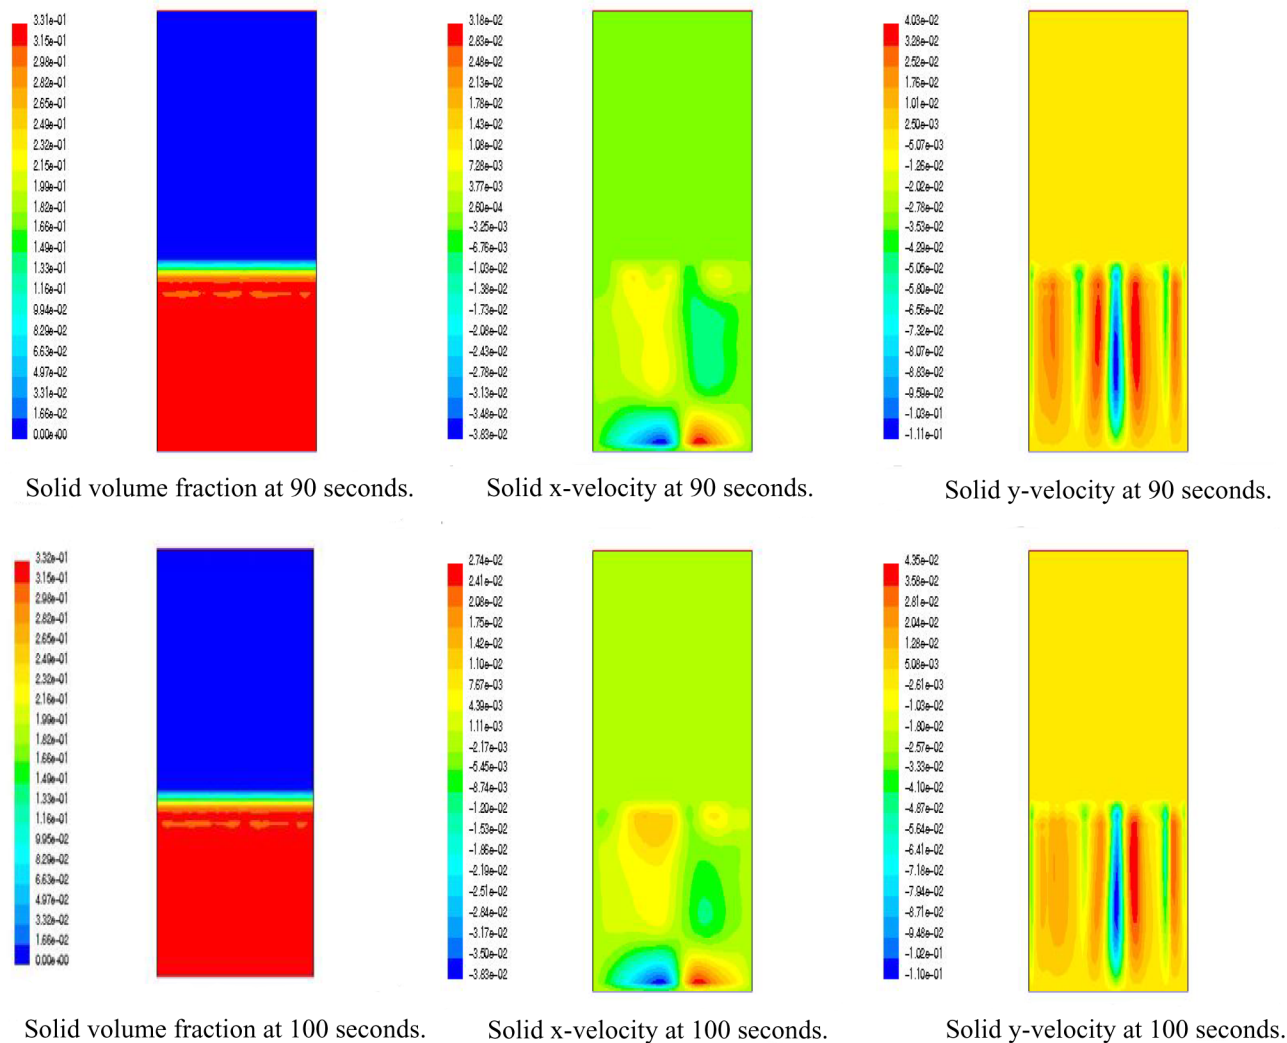 3.31e-01
3.15e-01
2.98e-01
2.82e-01
2.65e-01
2.49e-01
2.32e-01
2.15e-01
1.99e-01
1.82e-01
1.66e-01
1.49e-01
1.33e-01
1.16e-01
9.94e-02
8.29e-02
6.63e-02
4.97e-02
3.31e-02
1.66e-02
0.00e+00
3.18e-02
2.83e-02
2.48e-02
2.13e-02
1.78e-02
1.43e-02
1.08e-02
7.28e-03
3.77e-03
2.60e-04
-3.25e-03
-6.76e-03
-1.03e-02
-1.38e-02
-1.73e-02
-2.08e-02
-2.43e-02
-2.78e-02
-3.13e-02
-3.48e-02
-3.83e-02
4.03e-02
3.28e-02
2.52e-02
1.76e-02
1.01e-02
2.50e-03
-5.07e-03
-1.26e-02
-2.02e-02
-2.78e-02
-3.53e-02
-4.29e-02
-5.05e-02
-5.80e-02
-6.56e-02
-7.32e-02
-8.07e-02
-8.83e-02
-9.59e-02
-1.03e-01
-1.11e-01
Solid volume fraction at 90 seconds.
Solid x-velocity at 90 seconds.
Solid y-velocity at 90 seconds.
3.32e-01
3.15e-01
2.98e-01
2.82e-01
2.65e-01
2.49e-01
2.32e-01
2.16e-01
1.99e-01
1.82e-01
1.66e-01
1.49e-01
1.33e-01
1.16e-01
9.95e-02
8.29e-02
6.63e-02
4.97e-02
3.32e-02
1.66e-02
0.00e+00
2.74e-02
2.41e-02
2.08e-02
1.75e-02
1.42e-02
1.10e-02
7.67e-03
4.39e-03
1.11e-03
-2.17e-03
-5.45e-03
-8.74e-03
-1.20e-02
-1.53e-02
-1.86e-02
-2.19e-02
-2.51e-02
-2.84e-02
-3.17e-02
-3.50e-02
-3.83e-02
4.35e-02
3.58e-02
2.81e-02
2.04e-02
1.28e-02
5.08e-03
-2.61e-03
-1.03e-02
-1.80e-02
-2.57e-02
-3.33e-02
-4.10e-02
-4.87e-02
-5.64e-02
-6.41e-02
-7.18e-02
-7.94e-02
-8.71e-02
-9.48e-02
-1.02e-01
-1.10e-01
Solid volume fraction at 100 seconds.
Solid x-velocity at 100 seconds.
Solid y-velocity at 100 seconds.